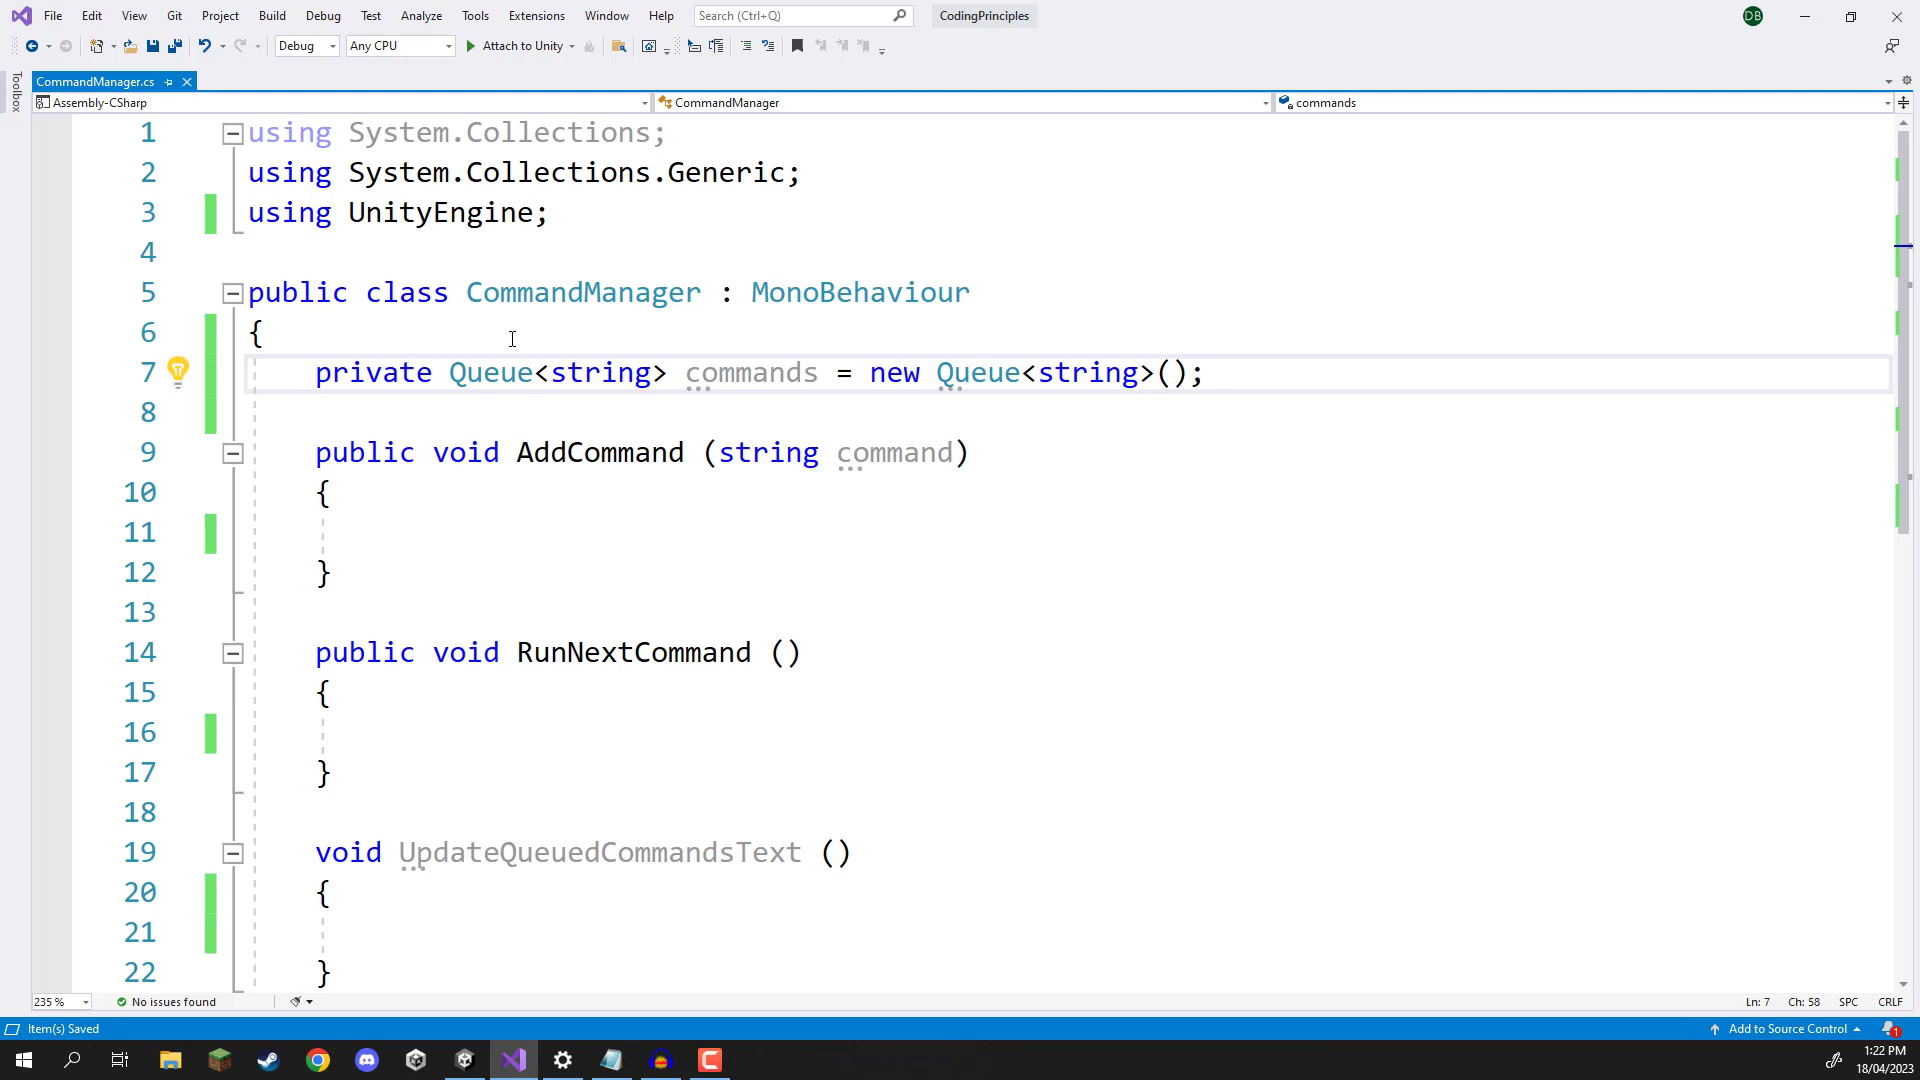 File Edit View Git Project Build Debug Test Analyze Tools Extensions Window Help Search (Ctrl+Q) CodingPrinciples DB
Debug Any CPU Attach to Unity
Toolbox
CommandManager.cs
Assembly-CSharp CommandManager commands
1 using System.Collections;
2 using System.Collections.Generic;
3 using UnityEngine;
4
5 public class CommandManager : MonoBehaviour
6 {
7 private Queue<string> commands = new Queue<string>();
8
9 public void AddCommand (string command)
10 {
11
12 }
13
14 public void RunNextCommand ()
15 {
16
17 }
18
19 void UpdateQueuedCommandsText ()
20 {
21
22 }
235 % No issues found Ln: 7 Ch: 58 SPC CRLF
Item(s) Saved Add to Source Control 1
1:22 PM
18/04/2023